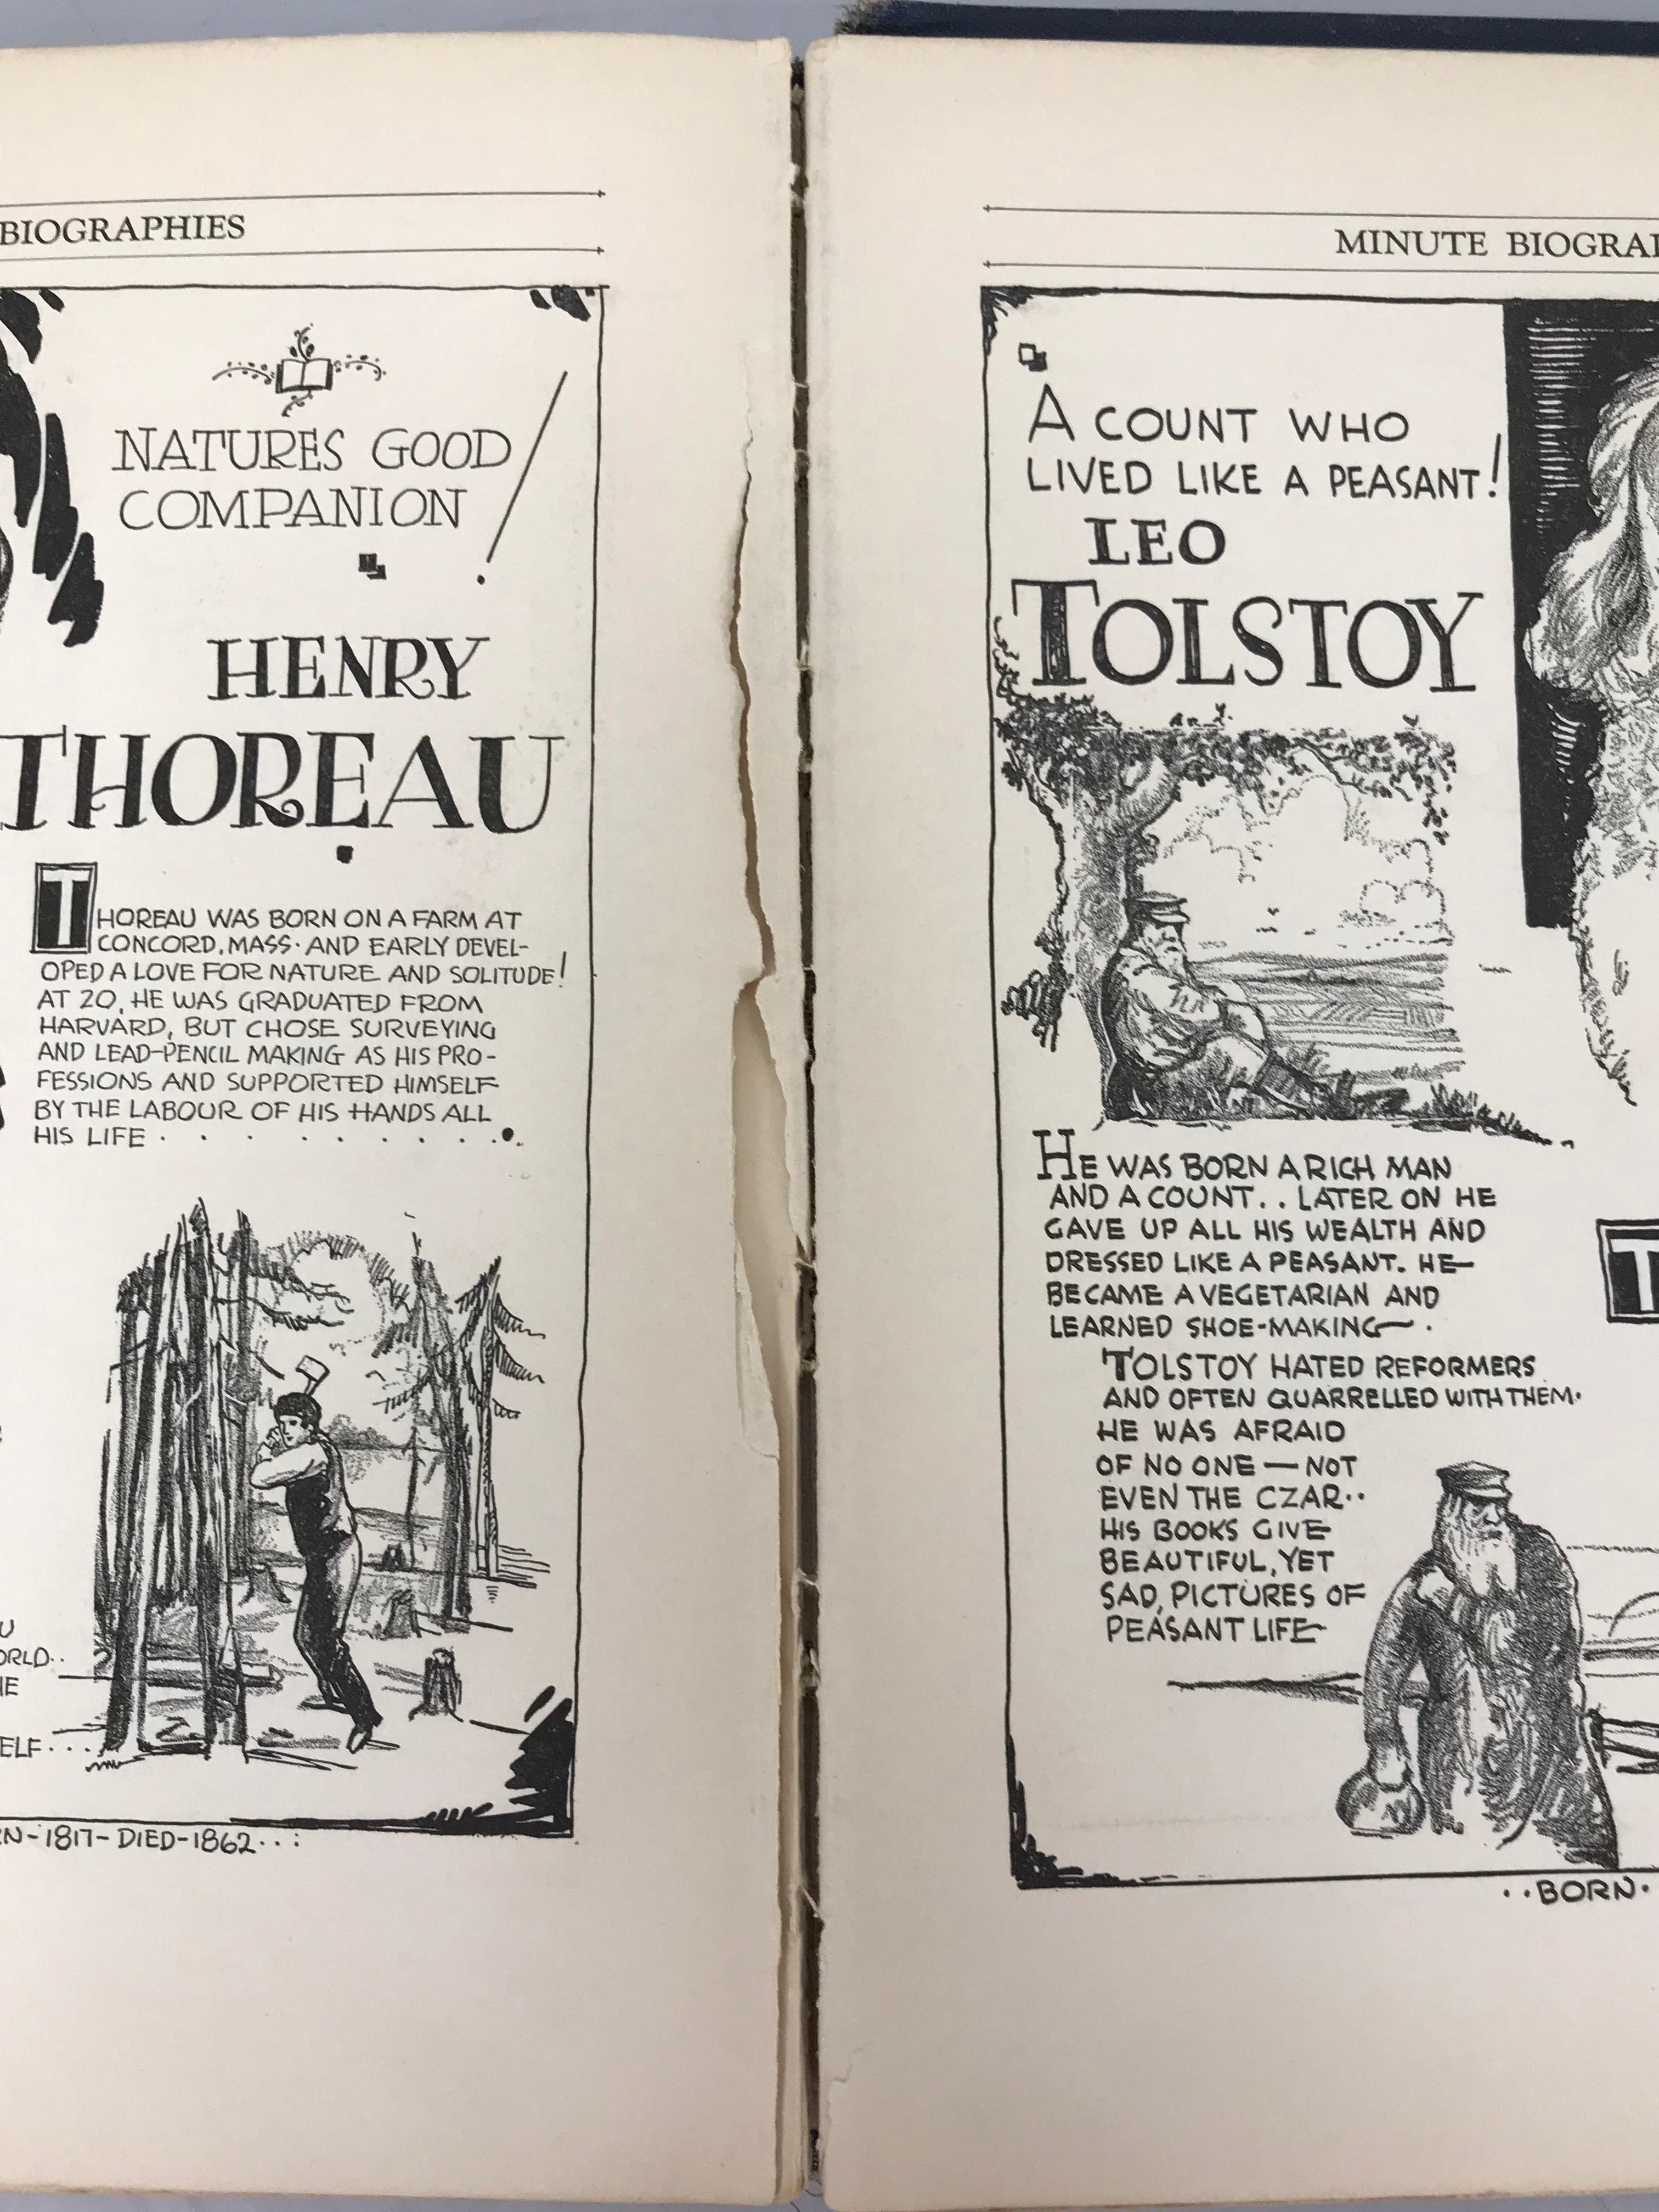 BIOGRAPHIES
NATURES GOOD
COMPANION!
HENRY
THOREAU
THOREAU WAS BORN ON A FARM AT
CONCORD, MASS. AND EARLY DEVEL-
OPED A LOVE FOR NATURE AND SOLITUDE!
AT 20, HE WAS GRADUATED FROM
HARVARD, BUT CHOSE SURVEYING
AND LEAD-PENCIL MAKING AS HIS PRO-
FESSIONS AND SUPPORTED HIMSELF
BY THE LABOUR OF HIS HANDS ALL
HIS LIFE . . . . . . . . . .
-1817-DIED-1862...:
MINUTE
A COUNT WHO
LIVED LIKE A PEASANT!
LEO
TOLSTOY
HE WAS BORN A RICH MAN
AND A COUNT.. LATER ON HE
GAVE UP ALL HIS WEALTH AND
DRESSED LIKE A PEASANT. HE
BECAME A VEGETARIAN AND
LEARNED SHOE-MAKING—.
TOLSTOY HATED REFORMERS
AND OFTEN QUARRELLED WITH THEM.
HE WAS AFRAID
OF NO ONE — NOT
EVEN THE CZAR..
HIS BOOKS GIVE
BEAUTIFUL, YET
SAD, PICTURES OF
PEASANT LIFE
T
..BORN.